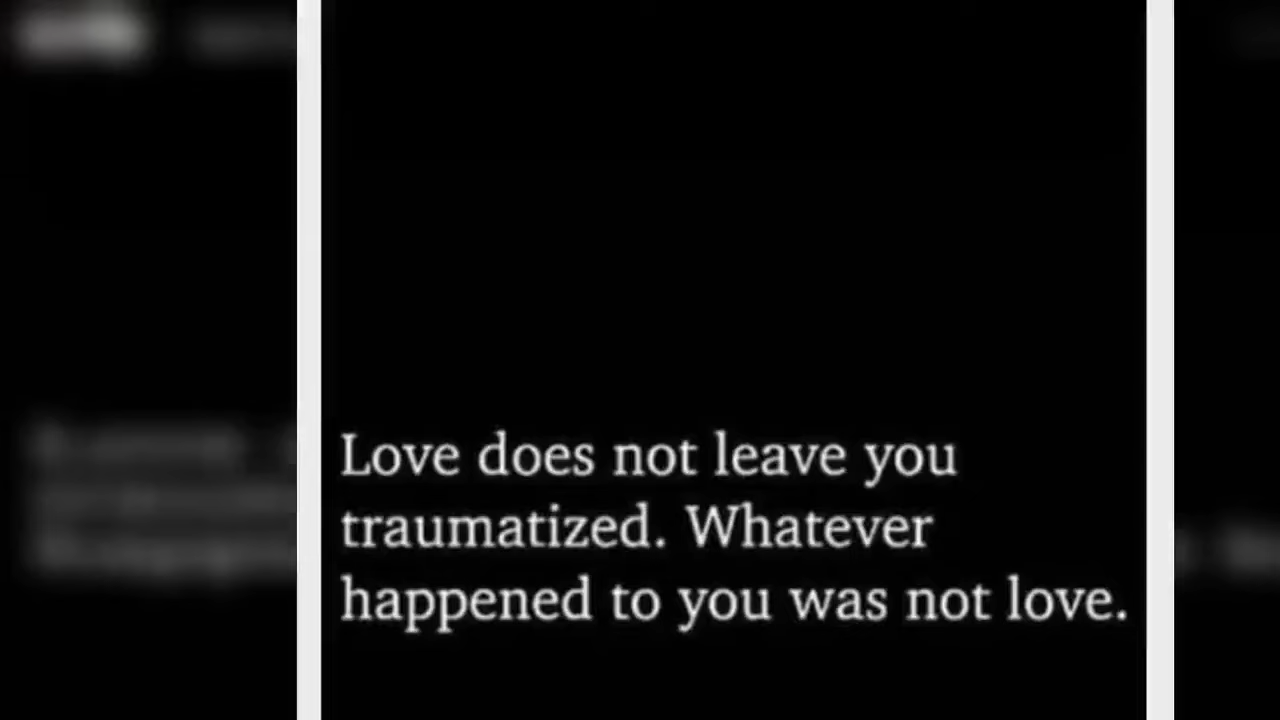 Love does not leave you
traumatized. Whatever
happened to you was not love.